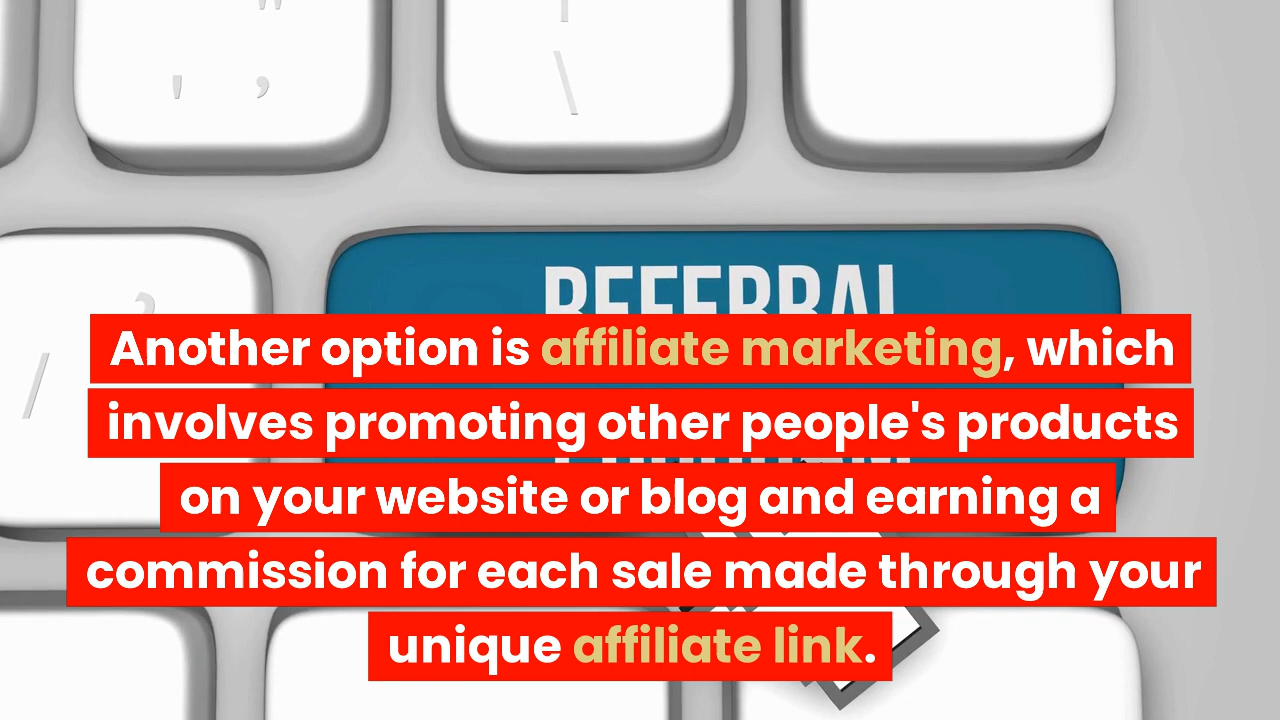 " |
' , \
REFERRAL
?
/
Another option is affiliate marketing, which
involves promoting other people's products
on your website or blog and earning a
commission for each sale made through your
unique affiliate link.